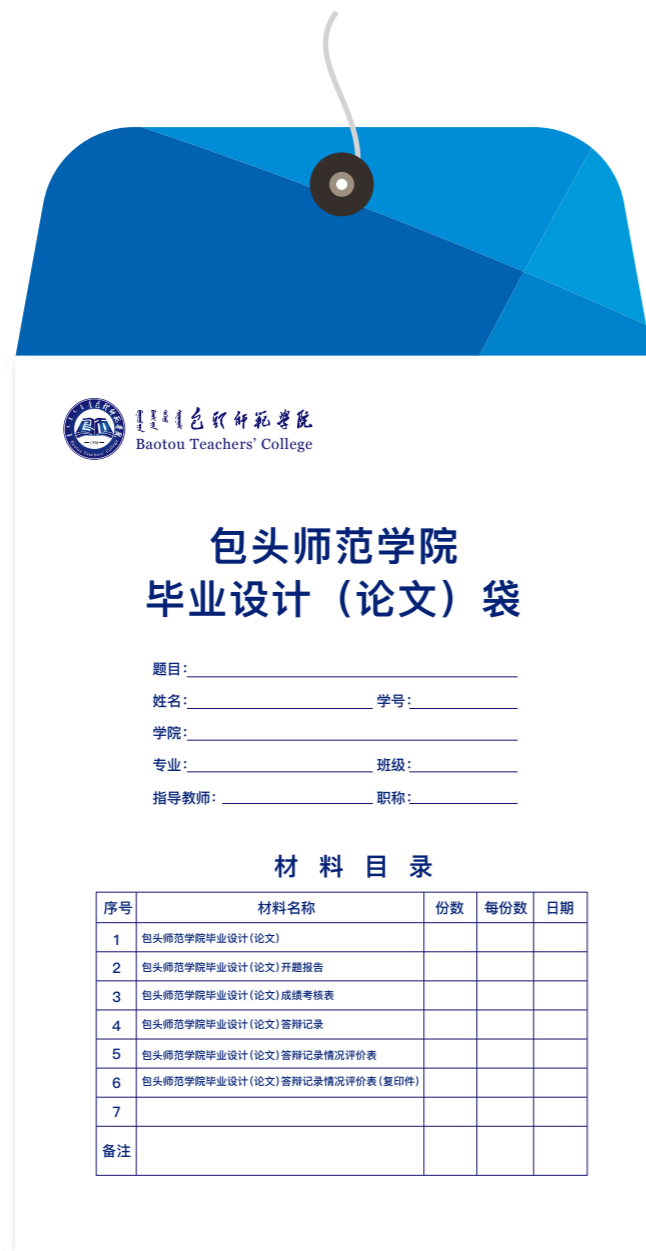 包头师范学院
Baotou Teachers' College
包头师范学院
毕业设计（论文）袋
题目:
姓名: 学号:
学院:
专业: 班级:
指导教师: 职称:
材 料 目 录
序号 材料名称 份数 每份数 日期
1 包头师范学院毕业设计(论文)
2 包头师范学院毕业设计(论文)开题报告
3 包头师范学院毕业设计(论文)成绩考核表
4 包头师范学院毕业设计(论文)答辩记录
5 包头师范学院毕业设计(论文)答辩记录情况评价表
6 包头师范学院毕业设计(论文)答辩记录情况评价表(复印件)
7
备注